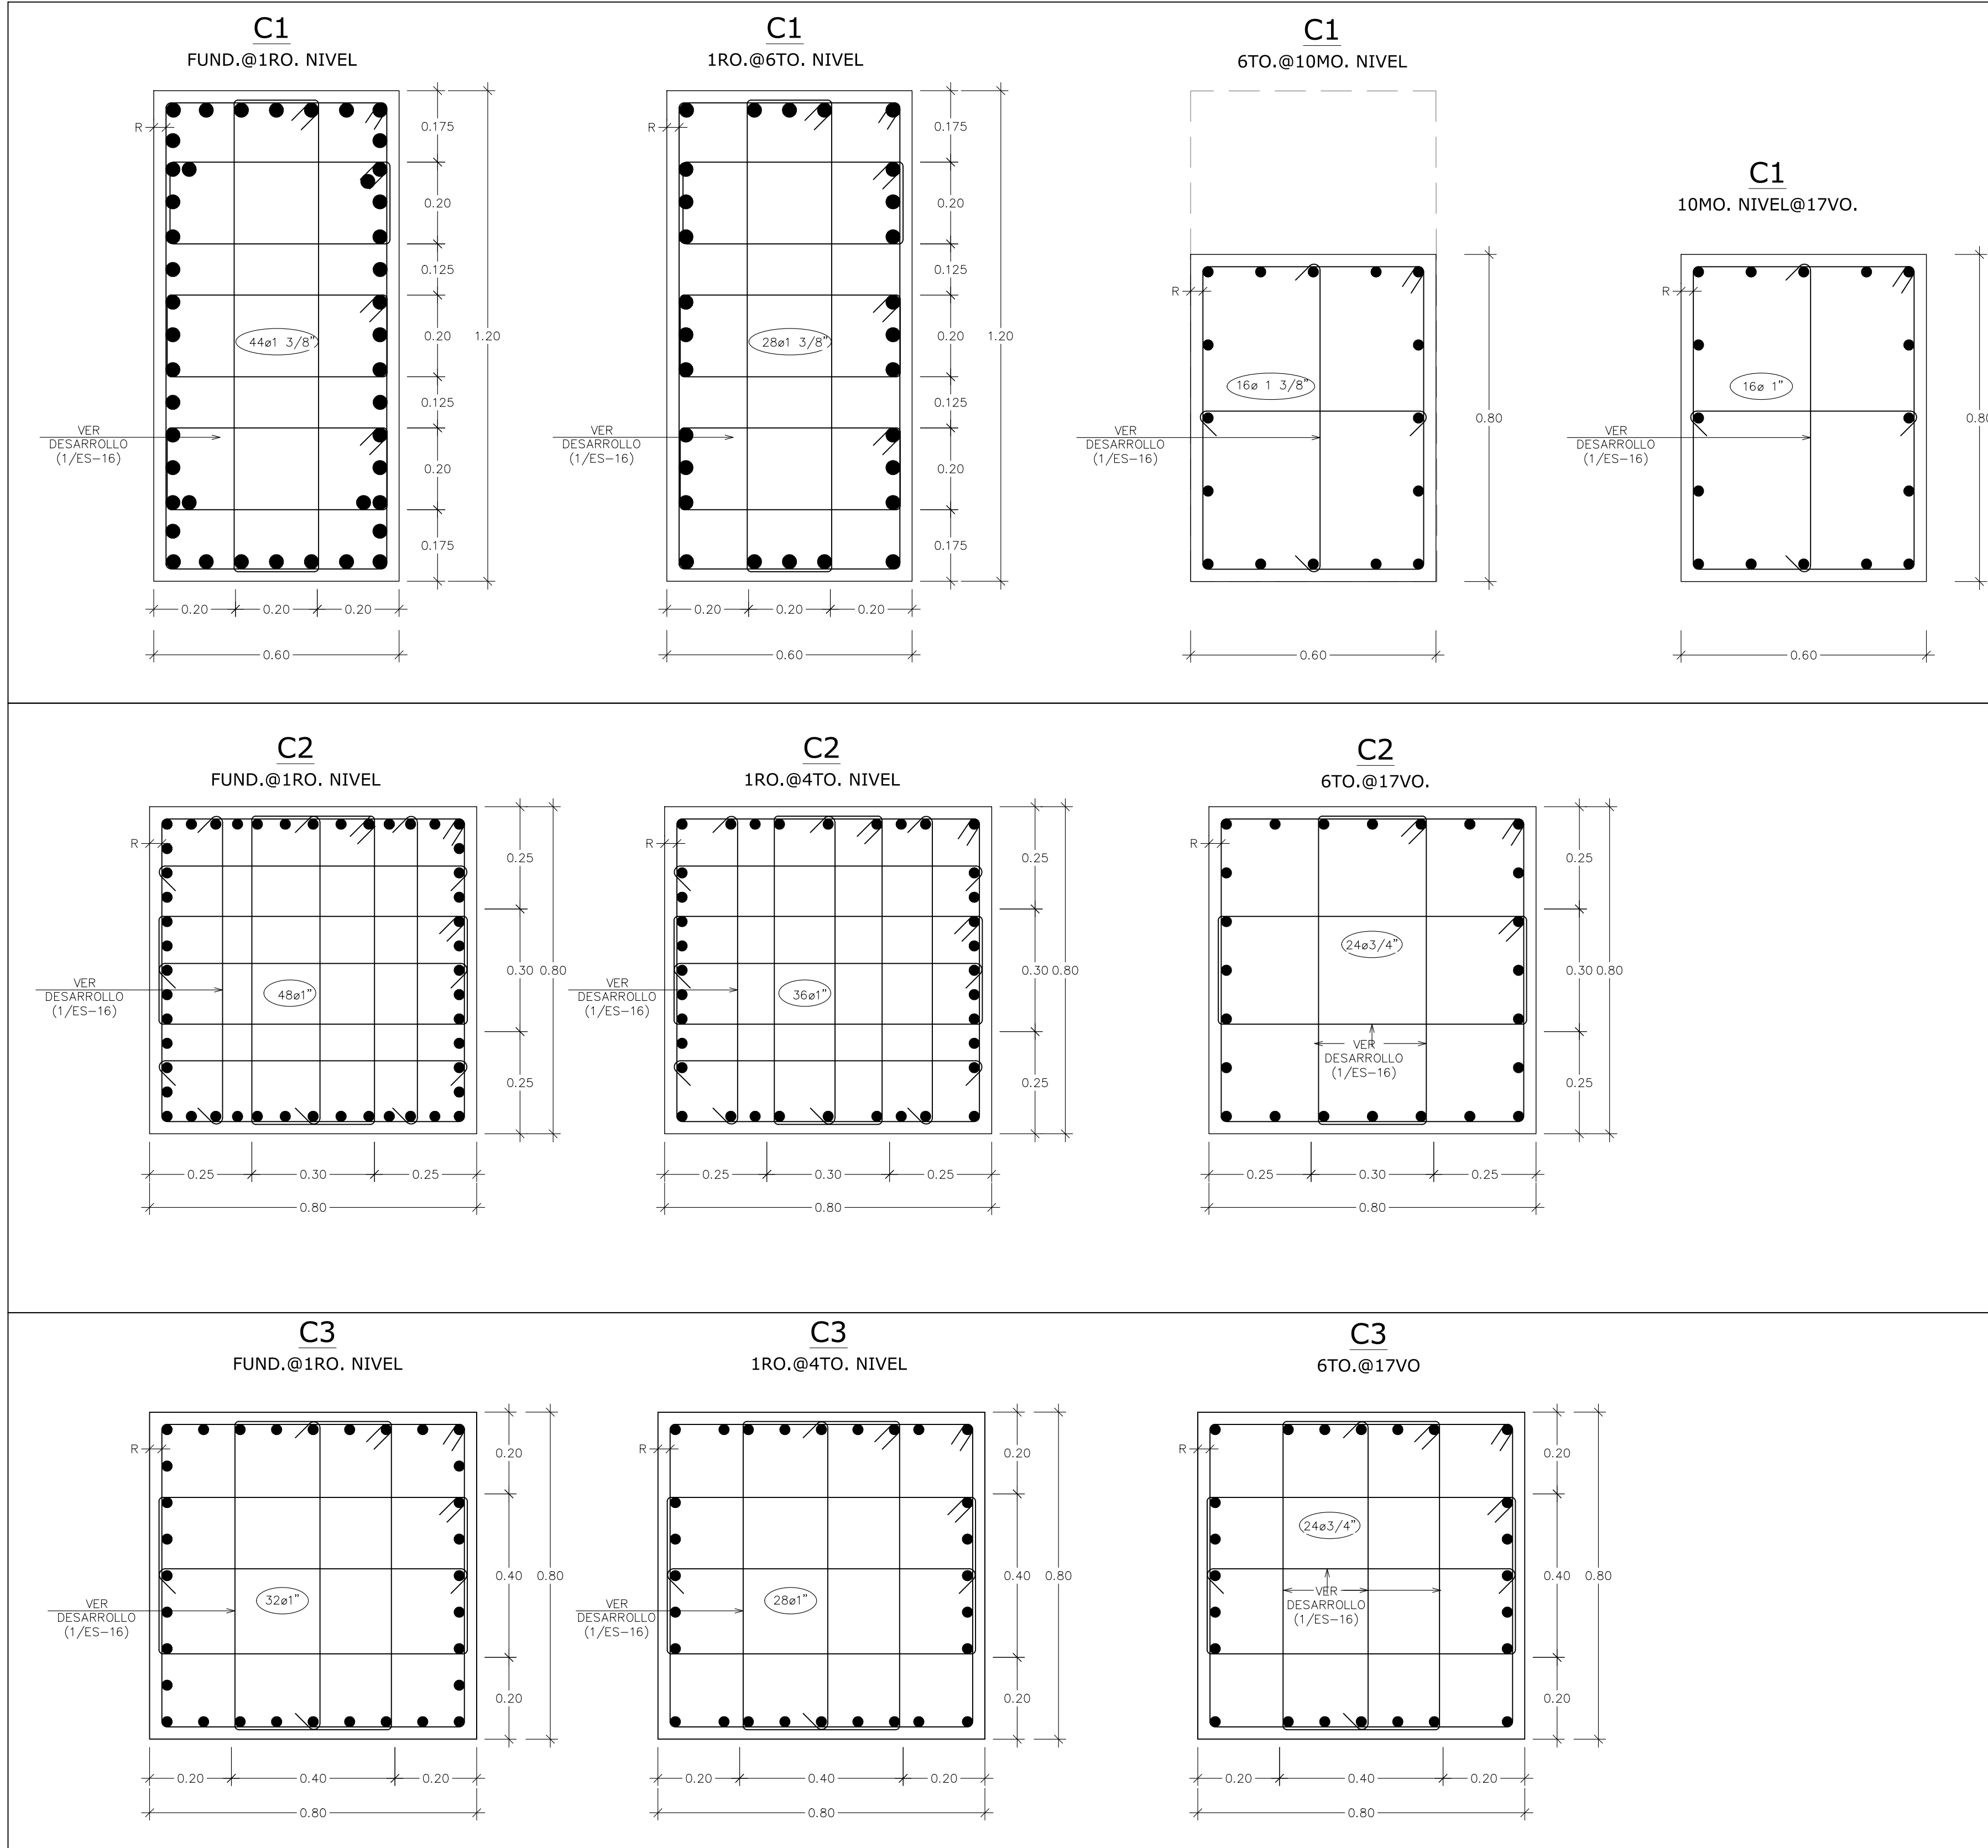 C1
FUND.@1RO. NIVEL
R
0.175
0.20
0.125
0.20
1.20
44ø1 3/8"
0.125
VER
DESARROLLO
(1/ES-16)
0.20
0.175
0.20
0.20
0.20
0.60
C1
1RO.@6TO. NIVEL
R
0.175
0.20
0.125
0.20
1.20
28ø1 3/8"
0.125
VER
DESARROLLO
(1/ES-16)
0.20
0.175
0.20
0.20
0.20
0.60
C1
6TO.@10MO. NIVEL
R
16ø 1 3/8"
0.80
VER
DESARROLLO
(1/ES-16)
0.60
C1
10MO. NIVEL@17VO.
R
16ø 1"
VER
DESARROLLO
(1/ES-16)
0.60
C2
FUND.@1RO. NIVEL
R
0.25
0.30
0.80
VER
DESARROLLO
(1/ES-16)
48ø1"
0.25
0.25
0.30
0.25
0.80
C2
1RO.@4TO. NIVEL
R
0.25
0.30
0.80
VER
DESARROLLO
(1/ES-16)
36ø1"
0.25
0.25
0.30
0.25
0.80
C2
6TO.@17VO.
R
0.25
24ø3/4"
0.30
0.80
VER
DESARROLLO
(1/ES-16)
0.25
0.25
0.30
0.25
0.80
C3
FUND.@1RO. NIVEL
R
0.20
0.40
0.80
32ø1"
VER
DESARROLLO
(1/ES-16)
0.20
0.20
0.40
0.20
0.80
C3
1RO.@4TO. NIVEL
R
0.20
0.40
0.80
28ø1"
VER
DESARROLLO
(1/ES-16)
0.20
0.20
0.40
0.20
0.80
C3
6TO.@17VO
R
0.20
24ø3/4"
0.40
0.80
VER
DESARROLLO
(1/ES-16)
0.20
0.20
0.40
0.20
0.80